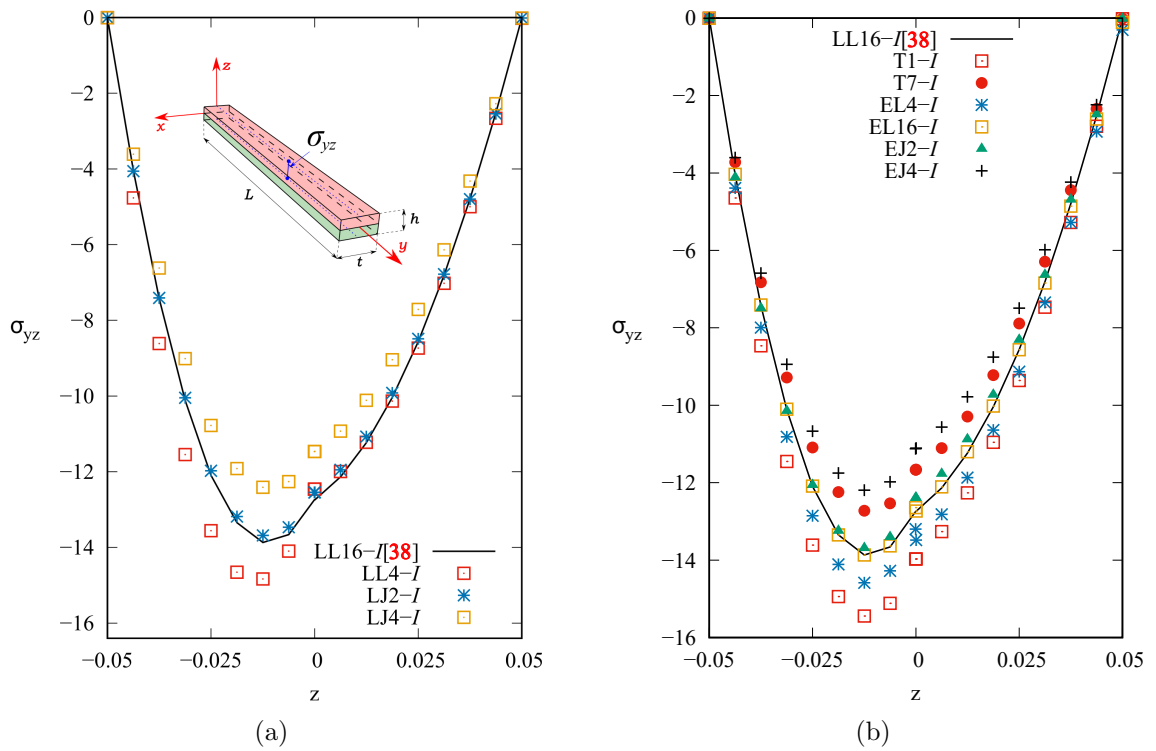 0
−2
−4
−6
−8
−10
−12
−14
−16
σyz
−0.05
−0.025
0
0.025
0.05
z
z
x
σyz
L
h
y
t
LL16−I[38]
LL4−I
LJ2−I
LJ4−I
(a)
0
−2
−4
−6
−8
−10
−12
−14
−16
σyz
−0.05
−0.025
0
0.025
0.05
z
LL16−I[38]
T1−I
T7−I
EL4−I
EL16−I
EJ2−I
EJ4−I
(b)